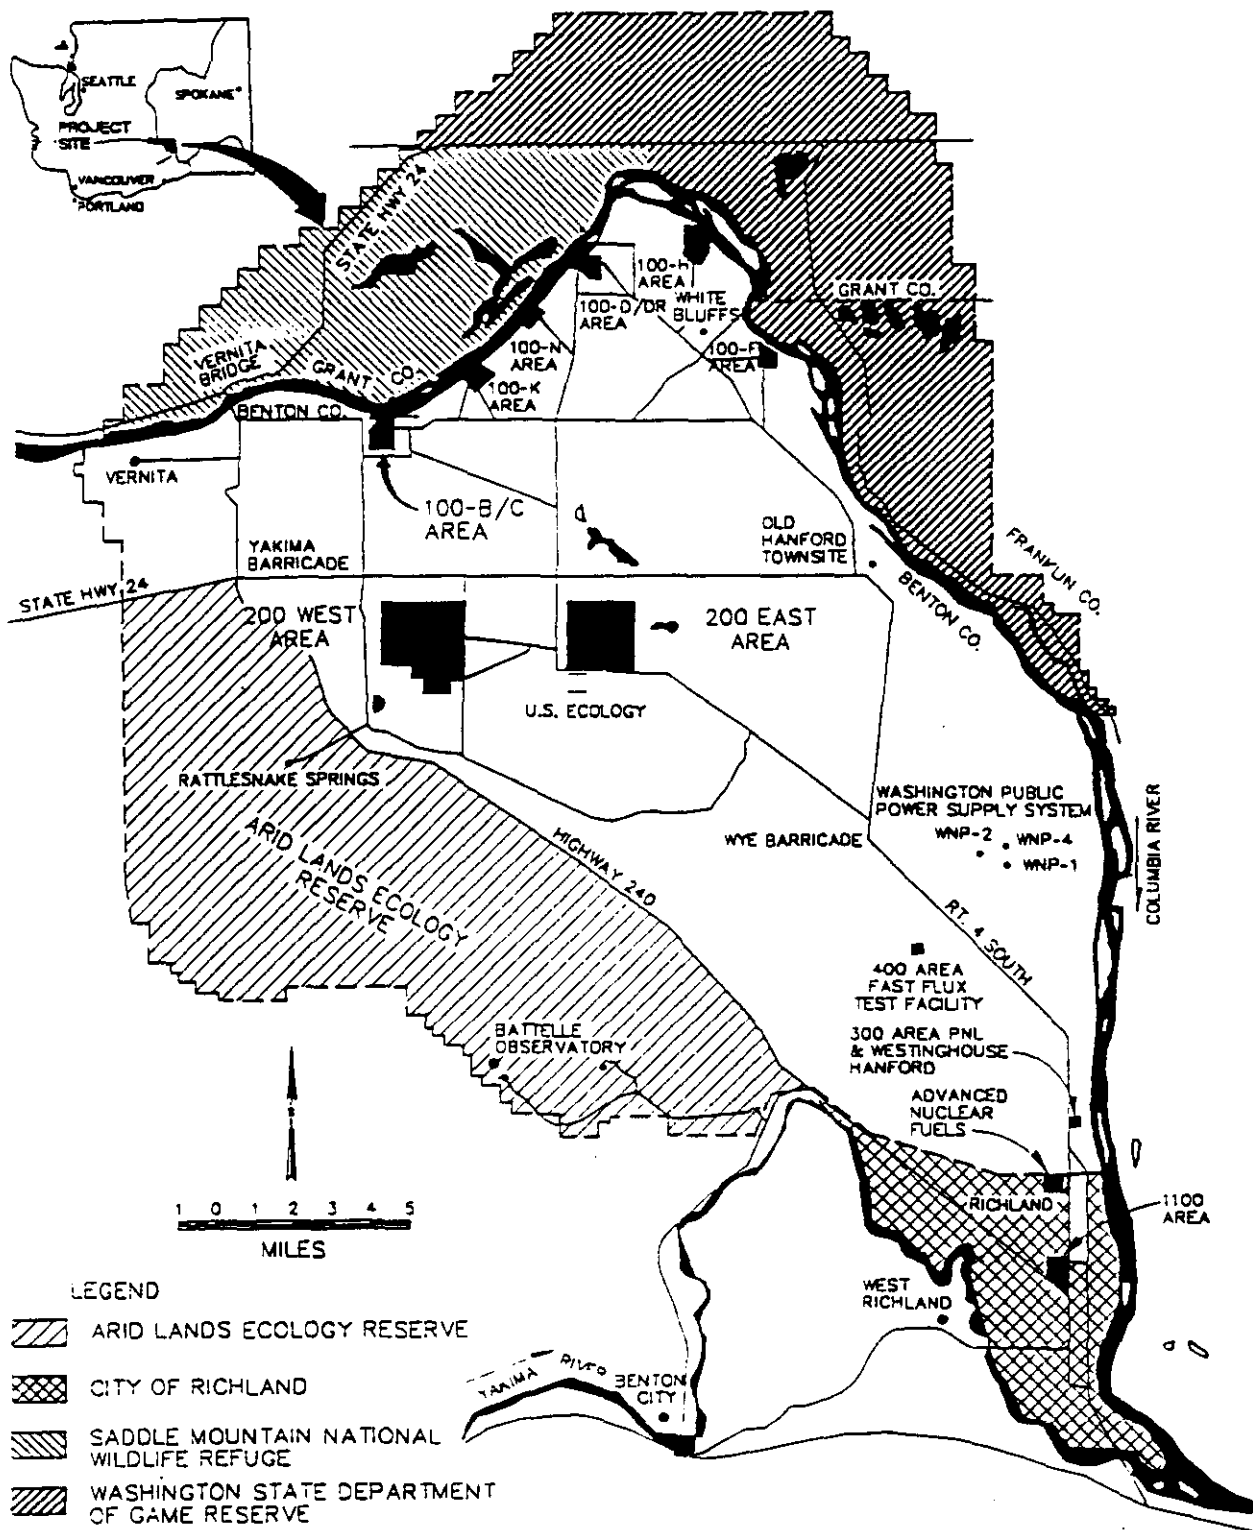 SEATTLE
SPOKANE
PROJECT
SITE
VANCOUVER
PORTLAND
STATE HWY 24
100-H
AREA
100-D/DR
AREA
WHITE
BLUFFS
GRANT CO.
VERNITA
BRIDGE
GRANT CO.
100-N
AREA
100-F
AREA
100-K
AREA
BENTON CO.
VERNITA
100-B/C
AREA
YAKIMA
BARRICADE
OLD
HANFORD
TOWNSITE
FRANKLIN CO.
BENTON CO.
STATE HWY 24
200 WEST
AREA
200 EAST
AREA
U.S. ECOLOGY
RATTLESNAKE SPRINGS
WASHINGTON PUBLIC
POWER SUPPLY SYSTEM
WNP-2
WNP-4
WNP-1
WYE BARRICADE
COLUMBIA RIVER
ARID LANDS ECOLOGY
RESERVE
HIGHWAY 240
RT. 4 SOUTH
400 AREA
FAST FLUX
TEST FACILITY
BATTELLE
OBSERVATORY
300 AREA PNL
& WESTINGHOUSE
HANFORD
ADVANCED
NUCLEAR
FUELS
RICHLAND
1100
AREA
1 0 1 2 3 4 5
MILES
WEST
RICHLAND
YAKIMA RIVER
BENTON
CITY
LEGEND
ARID LANDS ECOLOGY RESERVE
CITY OF RICHLAND
SADDLE MOUNTAIN NATIONAL
WILDLIFE REFUGE
WASHINGTON STATE DEPARTMENT
OF GAME RESERVE